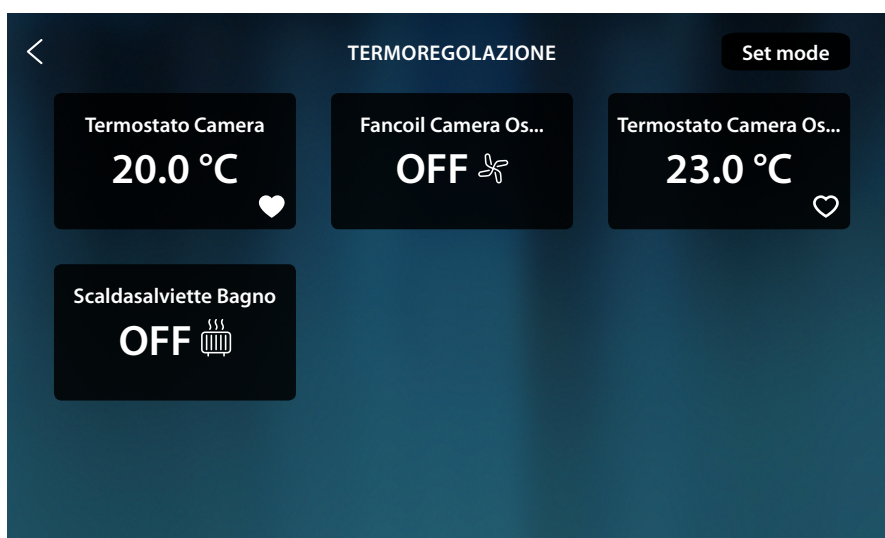 TERMOREGOLAZIONE
Set mode
Termostato Camera
20.0 °C
Fancoil Camera Os...
OFF
Termostato Camera Os...
23.0 °C
Scaldasalviette Bagno
OFF